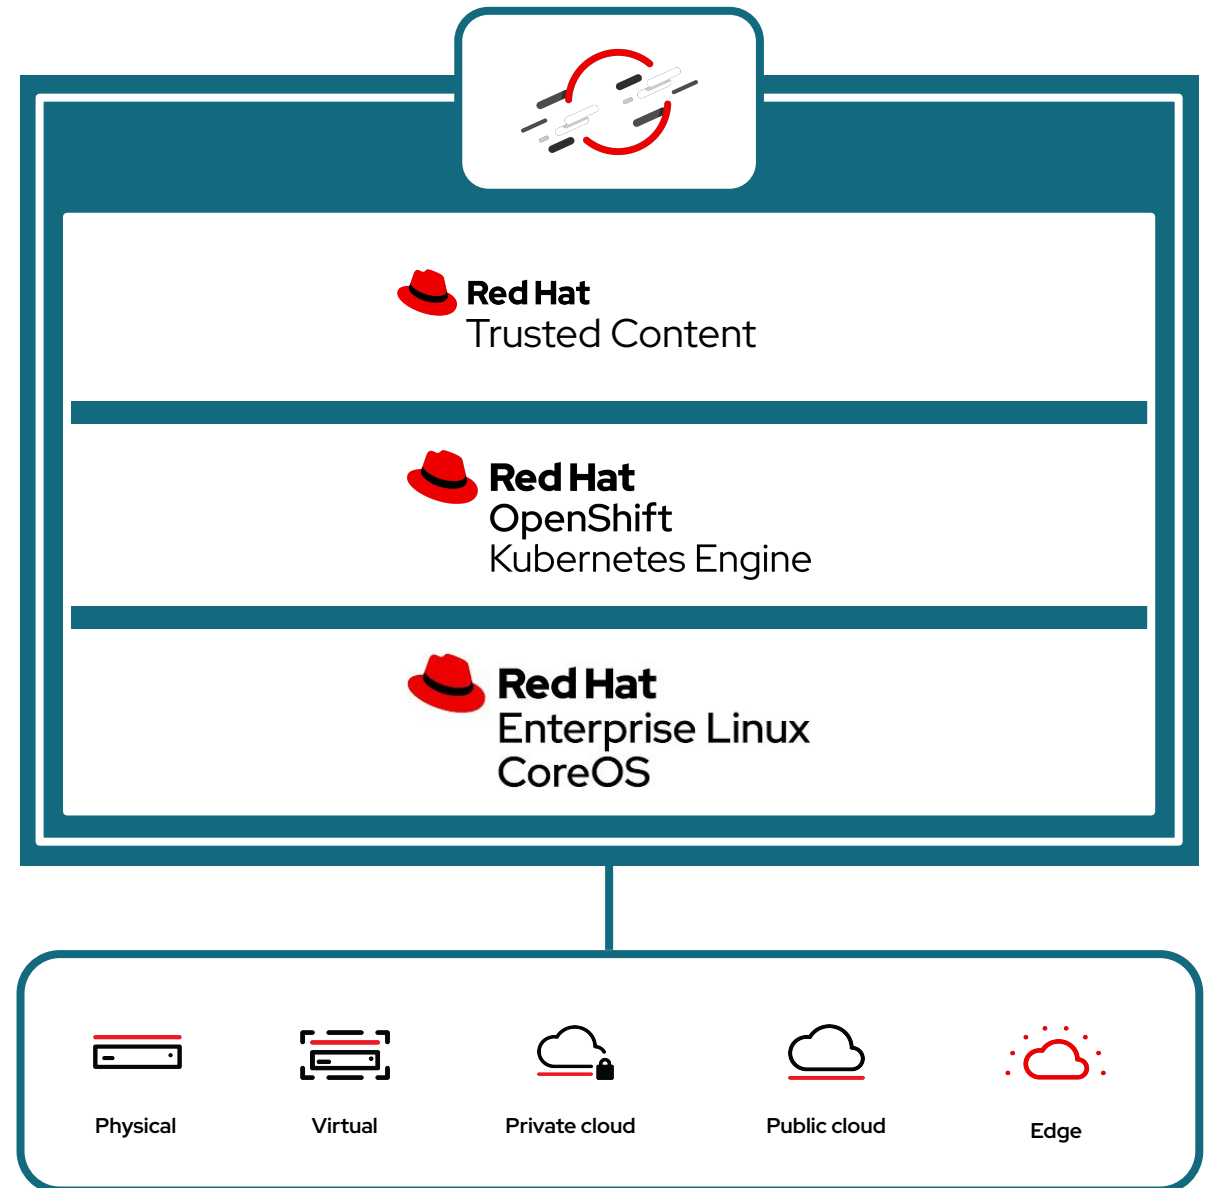 Red Hat
Trusted Content
Red Hat
OpenShift
Kubernetes Engine
Red Hat
Enterprise Linux
CoreOS
Physical
Virtual
Private cloud
Public cloud
Edge